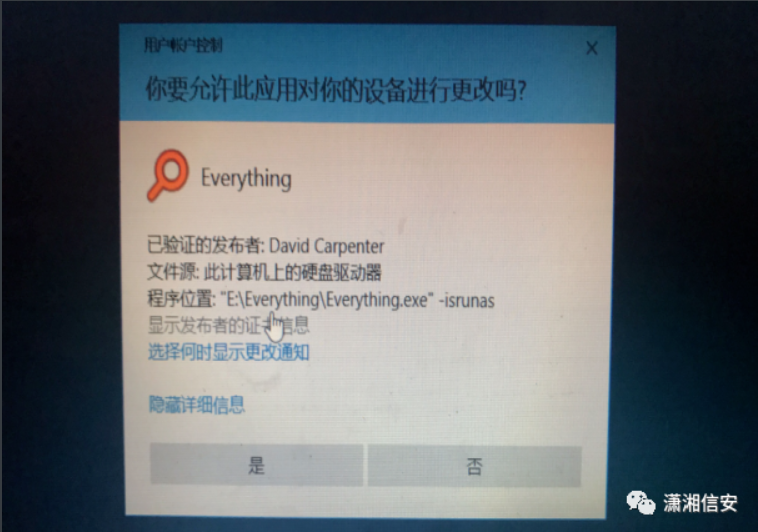 用户帐户控制
X
你要允许此应用对你的设备进行更改吗?
Everything
已验证的发布者: David Carpenter
文件源: 此计算机上的硬盘驱动器
程序位置: "E:\Everything\Everything.exe" -isrunas
显示发布者的证书信息
选择何时显示更改通知
隐藏详细信息
是
否
潇湘信安